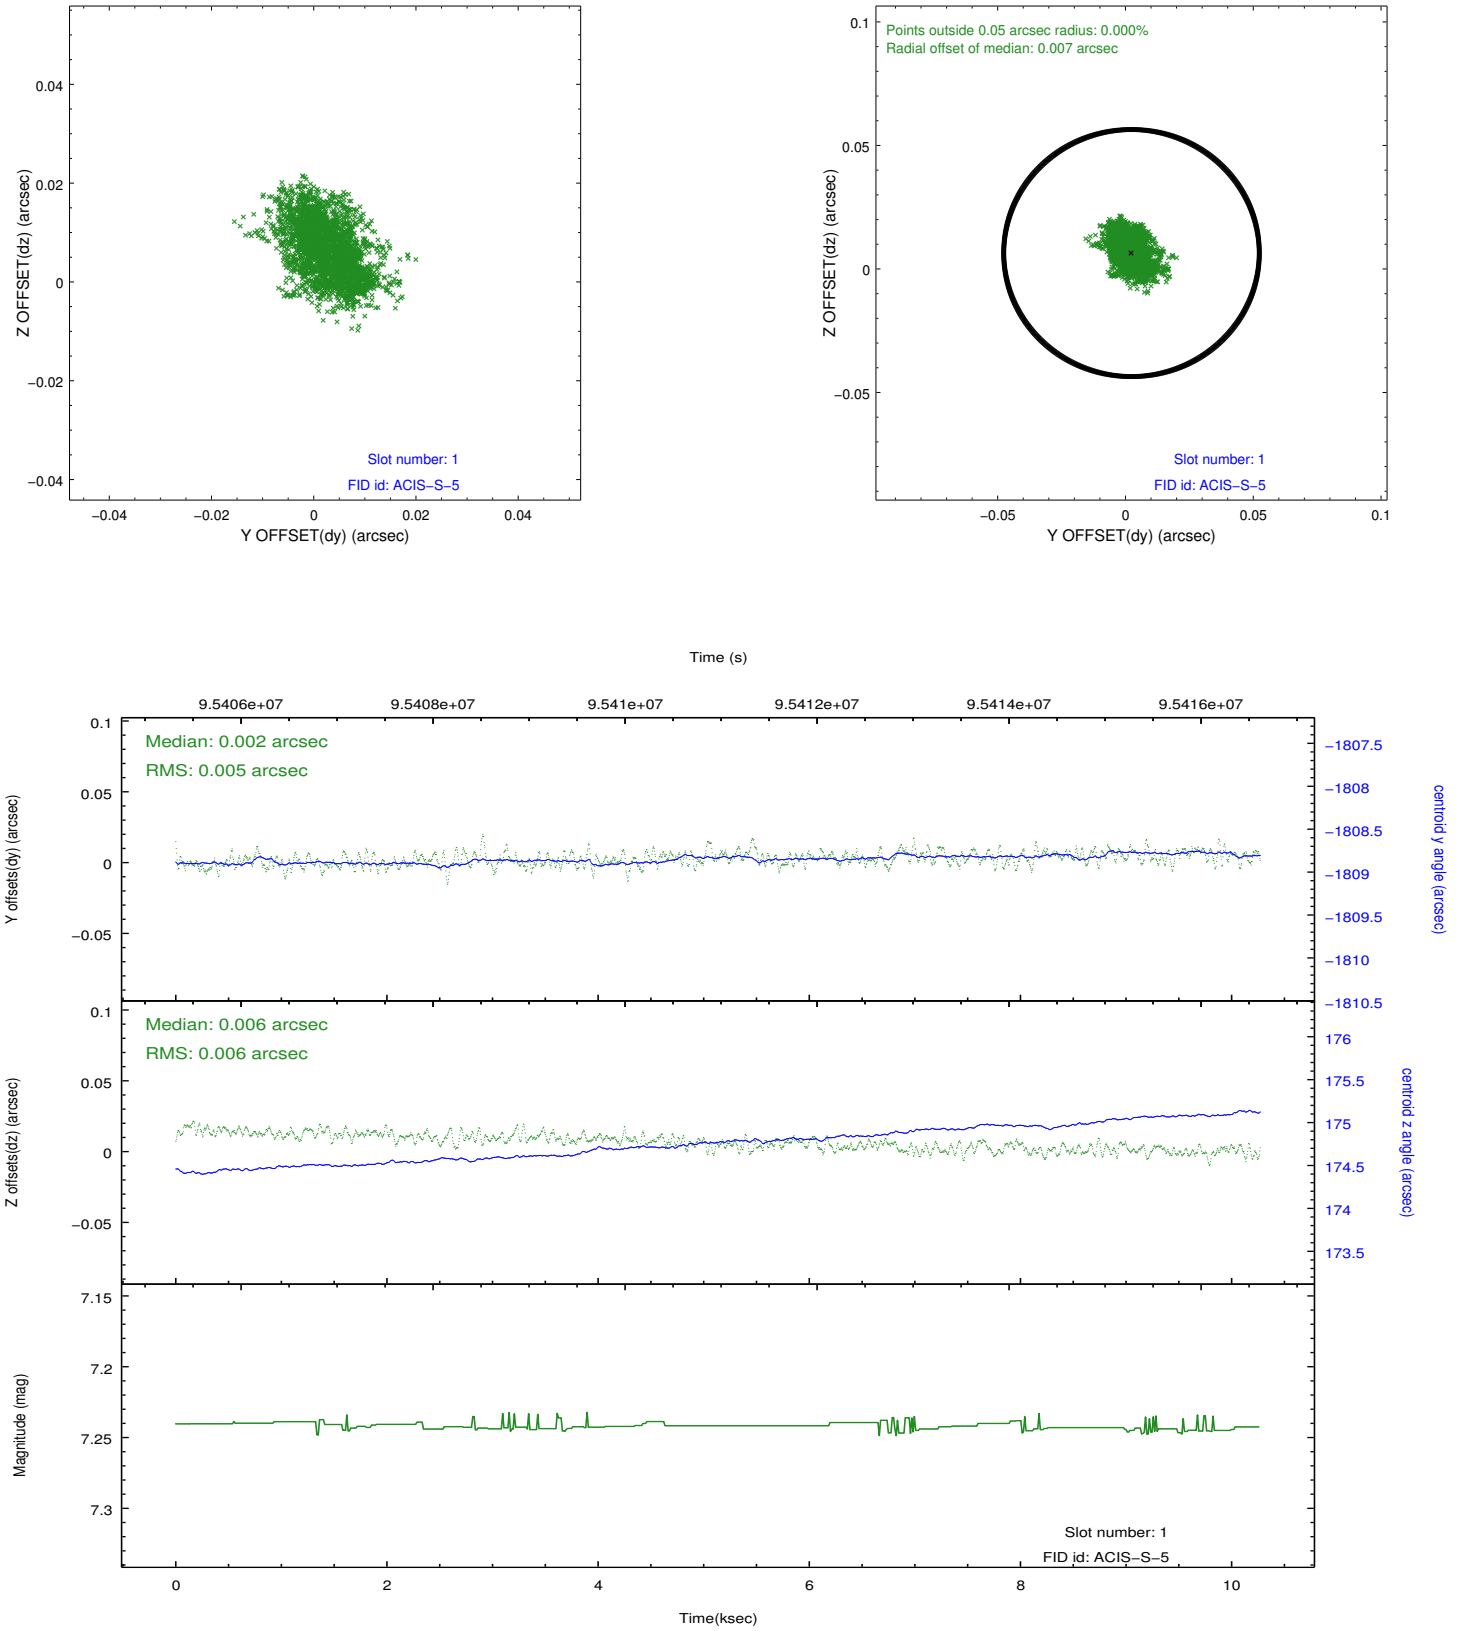 0.04
0.02
0
−0.02
−0.04
Z OFFSET(dz) (arcsec)
Slot number: 1
FID id: ACIS−S−5
−0.04 −0.02 0 0.02 0.04
Y OFFSET(dy) (arcsec)
Points outside 0.05 arcsec radius: 0.000%
Radial offset of median: 0.007 arcsec
0.1
0.05
0
−0.05
Z OFFSET(dz) (arcsec)
Slot number: 1
FID id: ACIS−S−5
−0.05 0 0.05 0.1
Y OFFSET(dy) (arcsec)
Time (s)
9.5406e+07 9.5408e+07 9.541e+07 9.5412e+07 9.5414e+07 9.5416e+07
Median: 0.002 arcsec
RMS: 0.005 arcsec
0.1
0.05
0
−0.05
Y offsets(dy) (arcsec)
−1807.5
−1808
−1808.5
−1809
−1809.5
−1810
−1810.5
centroid y angle (arcsec)
Median: 0.006 arcsec
RMS: 0.006 arcsec
0.1
0.05
0
−0.05
Z offsets(dz) (arcsec)
176
175.5
175
174.5
174
173.5
centroid z angle (arcsec)
7.15
7.2
7.25
7.3
Magnitude (mag)
Slot number: 1
FID id: ACIS−S−5
0 2 4 6 8 10
Time(ksec)